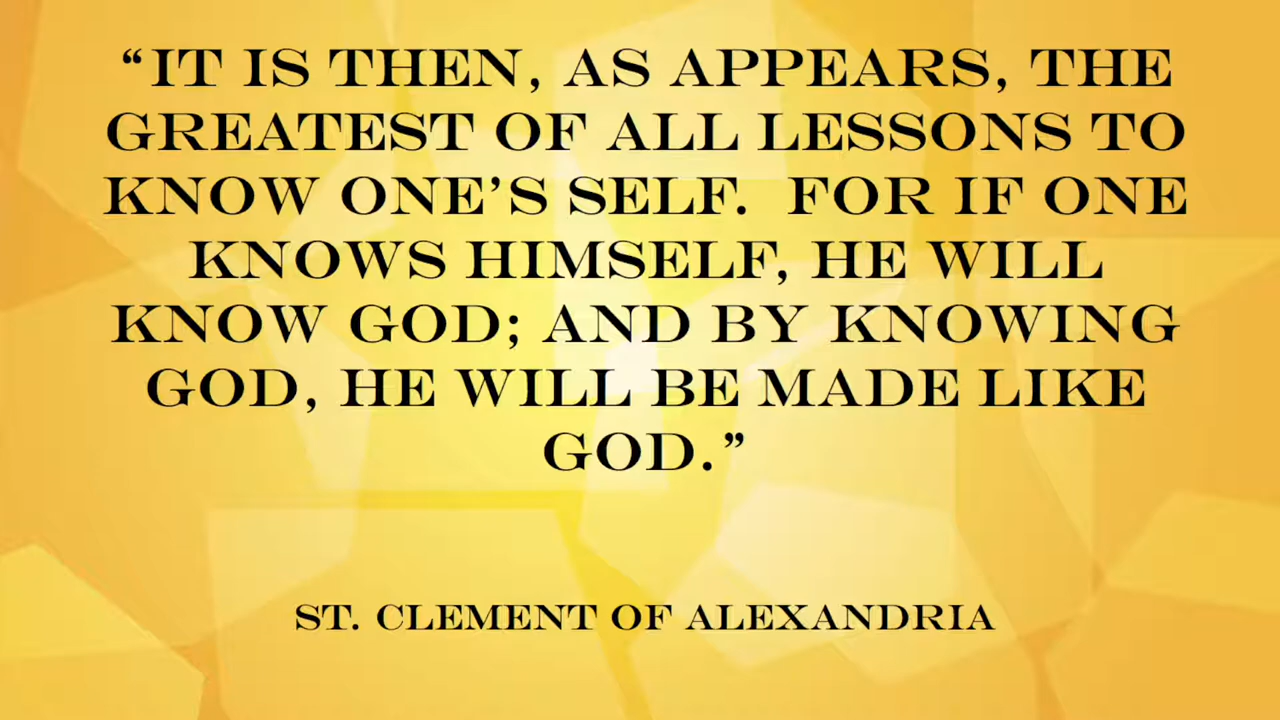 “IT IS THEN, AS APPEARS, THE
GREATEST OF ALL LESSONS TO
KNOW ONE’S SELF.  FOR IF ONE
KNOWS HIMSELF, HE WILL
KNOW GOD; AND BY KNOWING
GOD, HE WILL BE MADE LIKE
GOD.”
ST. CLEMENT OF ALEXANDRIA